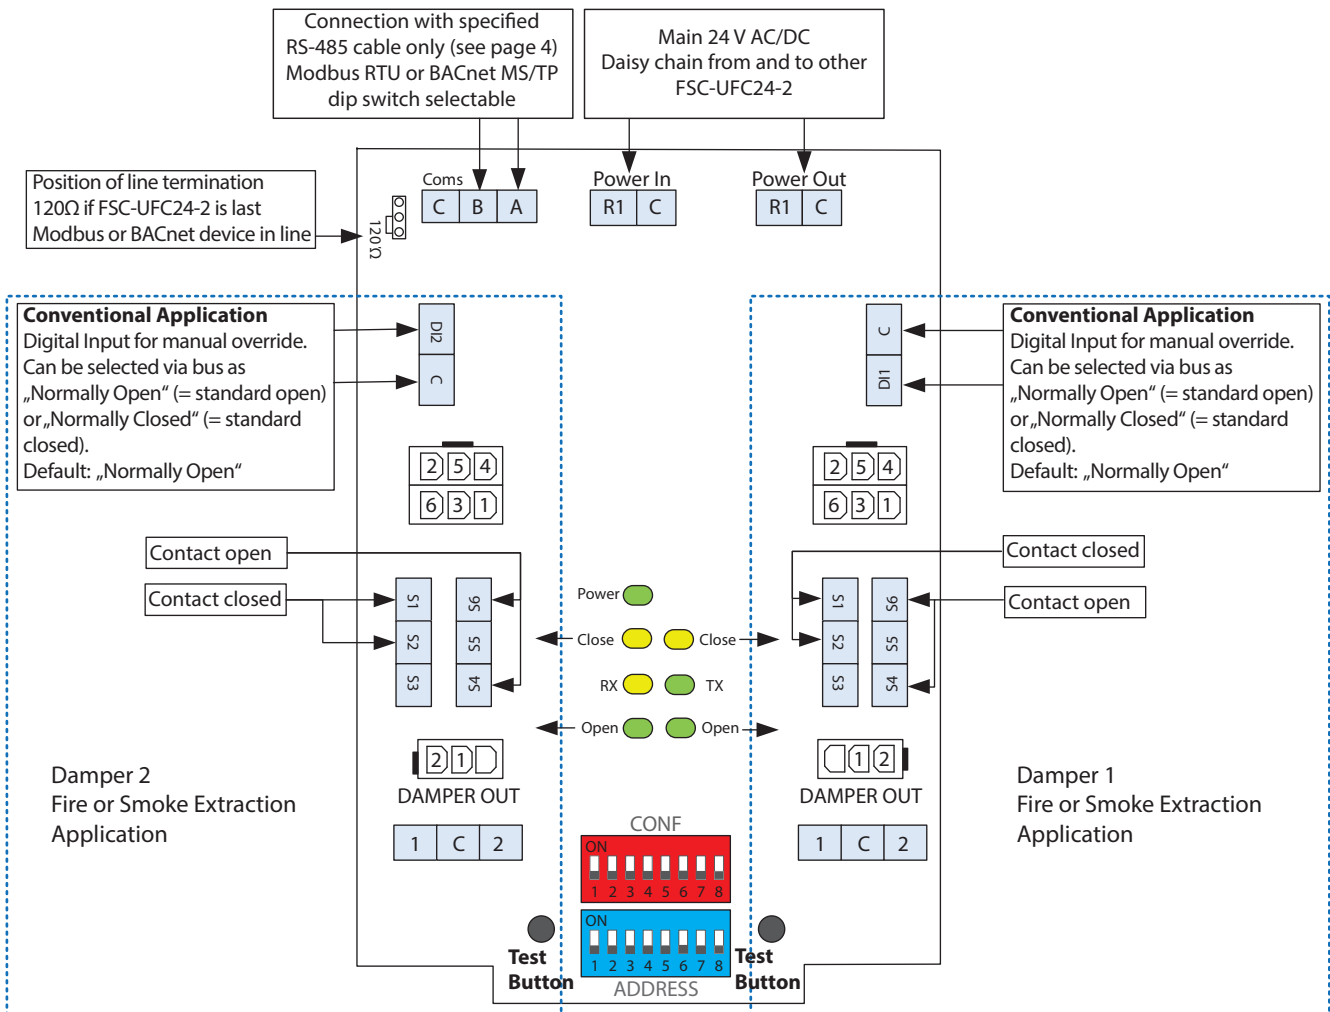 Connection with specified
RS-485 cable only (see page 4)
Modbus RTU or BACnet MS/TP
dip switch selectable
Main 24 V AC/DC
Daisy chain from and to other
FSC-UFC24-2
Position of line termination
120Ω if FSC-UFC24-2 is last
Modbus or BACnet device in line
120Ω
Coms
C B A
Power In
R1 C
Power Out
R1 C
Conventional Application
Digital Input for manual override.
Can be selected via bus as
„Normally Open“ (= standard open)
or „Normally Closed“ (= standard
closed).
Default: „Normally Open“
DI2
C
C
DI1
Conventional Application
Digital Input for manual override.
Can be selected via bus as
„Normally Open“ (= standard open)
or „Normally Closed“ (= standard
closed).
Default: „Normally Open“
2 5 4
6 3 1
2 5 4
6 3 1
Contact open
Contact closed
S1
S2
S3
S6
S5
S4
Power
Close
Close
RX
TX
Open
Open
S1
S2
S3
S6
S5
S4
Contact closed
Contact open
2 1
DAMPER OUT
1 C 2
1 2
DAMPER OUT
1 C 2
Damper 2
Fire or Smoke Extraction
Application
Damper 1
Fire or Smoke Extraction
Application
CONF
ON
1 2 3 4 5 6 7 8
ON
1 2 3 4 5 6 7 8
ADDRESS
Test
Button
Test
Button